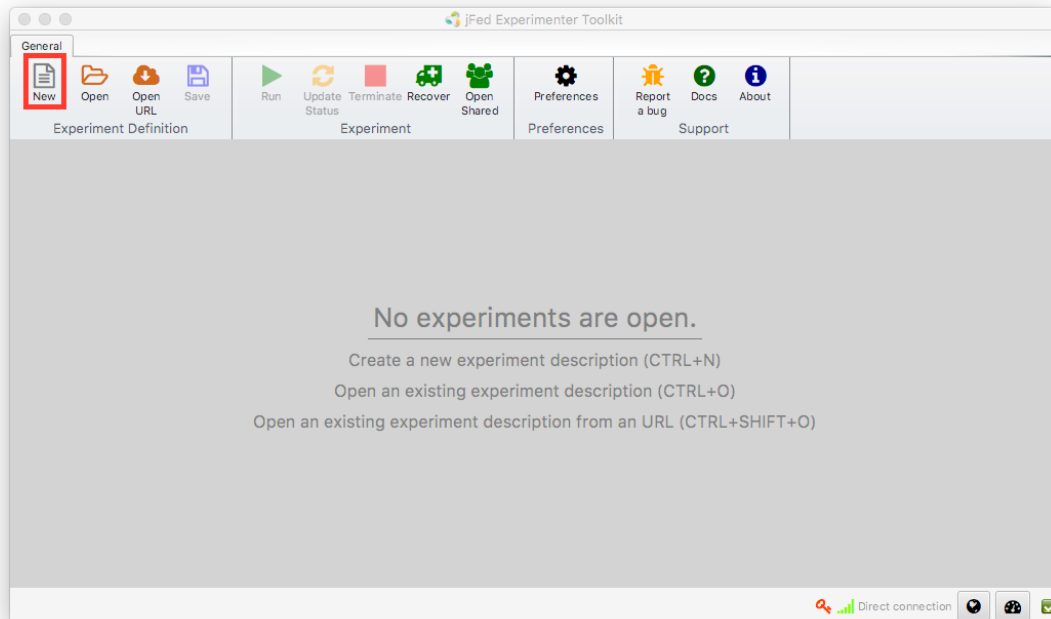 jFed Experimenter Toolkit
General
New Open Open URL Save Run Update Status Terminate Recover Open Shared Preferences Report a bug Docs About
Experiment Definition Experiment Preferences Support
No experiments are open.
Create a new experiment description (CTRL+N)
Open an existing experiment description (CTRL+O)
Open an existing experiment description from an URL (CTRL+SHIFT+O)
Direct connection